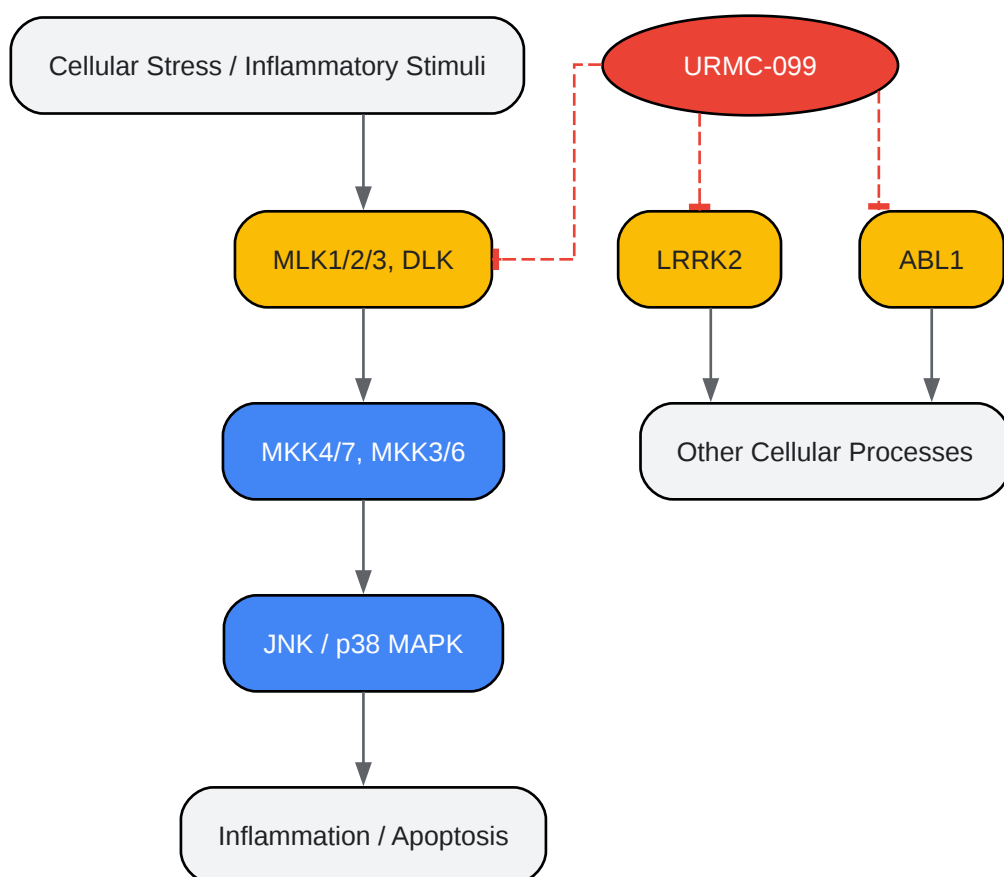 Cellular Stress / Inflammatory Stimuli
URMC-099
MLK1/2/3, DLK
LRRK2
ABL1
MKK4/7, MKK3/6
Other Cellular Processes
JNK / p38 MAPK
Inflammation / Apoptosis